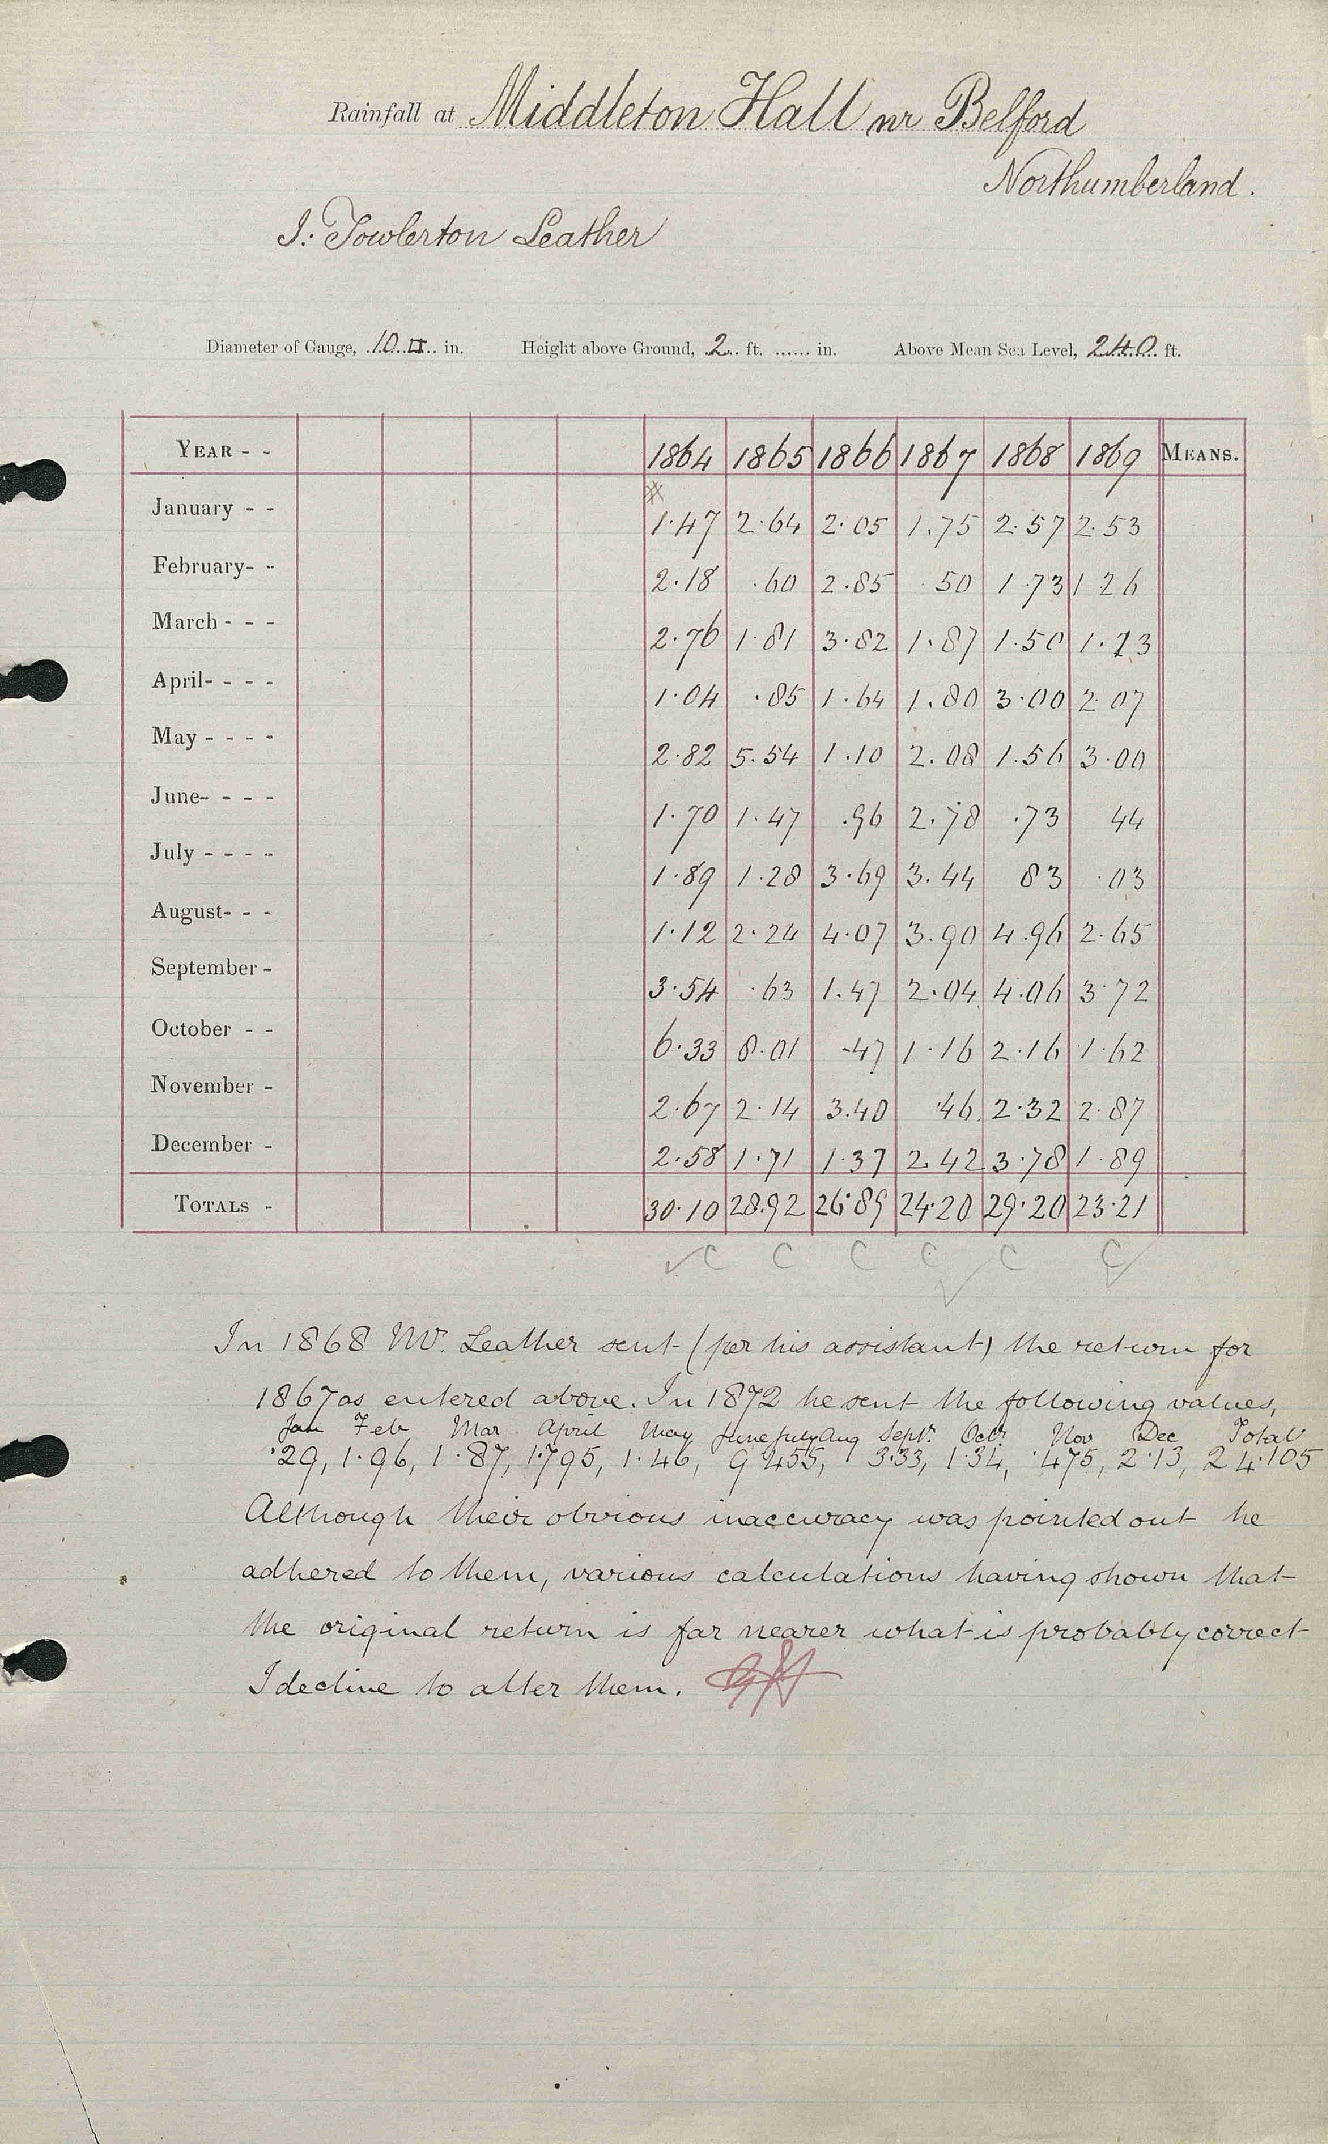 Rainfall at Middleton Hall nr Belford
Northumberland.
J. Towlerton Leather
Diameter of Gauge, 10 □ in. Height above Ground, 2 ft. ...... in. Above Mean Sea Level, 240 ft.
YEAR - - 1864 1865 1866 1867 1868 1869 MEANS.
January - - 1.47 2.64 2.05 1.75 2.57 2.53
February- - 2.18 .60 2.85 .50 1.73 1 26
March - - - 2.76 1.81 3.82 1.87 1.50 1.13
April- - - - 1.04 .85 1.64 1.80 3.00 2.07
May - - - - 2.82 5.54 1.10 2.08 1.56 3.00
June- - - - 1.70 1.47 .96 2.78 .73 44
July - - - - 1.89 1.28 3.69 3.44 83 .03
August- - - 1.12 2.24 4.07 3.90 4.96 2.65
September - 3.54 .63 1.47 2.04 4.06 3.72
October - - 6.33 8.01 .47 1.16 2.16 1.62
November - 2.67 2.14 3.40 .46 2.32 2.87
December - 2.58 1.71 1.37 2.42 3.78 1.89
TOTALS - 30.10 28.92 26.89 24.20 29.20 23.21
C C C C C C
In 1868 Mr. Leather sent (per his assistant) the return for
1867 as entered above. In 1872 he sent the following values,
Jan Feb Mar April May June July Aug Sept. Oct. Nov Dec Total
.29, 1.96, 1.87, 1.795, 1.46, 9.455, 3.33, 1.34, .475, 2.13, 24.105
Although their obvious inaccuracy was pointed out he
adhered to them, various calculations having shown that
the original return is far nearer what is probably correct
I decline to alter them.